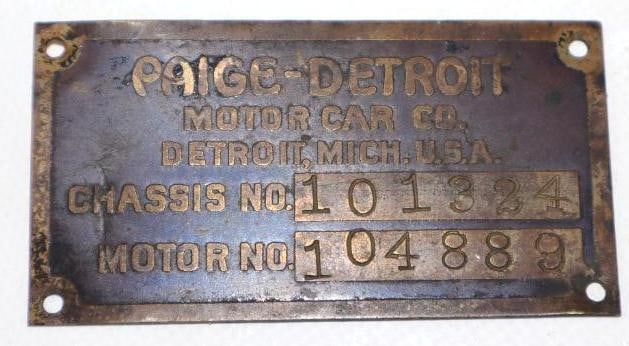 PAIGE-DETROIT
MOTOR CAR CO.
DETROIT, MICH. U.S.A.
CHASSIS NO. 101324
MOTOR NO. 104889